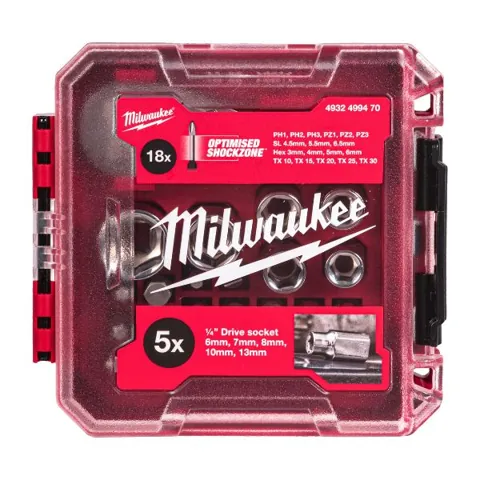 Milwaukee
4932 4994 70
18x
OPTIMISED
SHOCKZONE™
PH1, PH2, PH3, PZ1, PZ2, PZ3
SL 4.5mm, 5.5mm, 6.5mm
Hex 3mm, 4mm, 5mm, 6mm
TX 10, TX 15, TX 20, TX 25, TX 30
Milwaukee
5x
¼" Drive socket
6mm, 7mm, 8mm,
10mm, 13mm